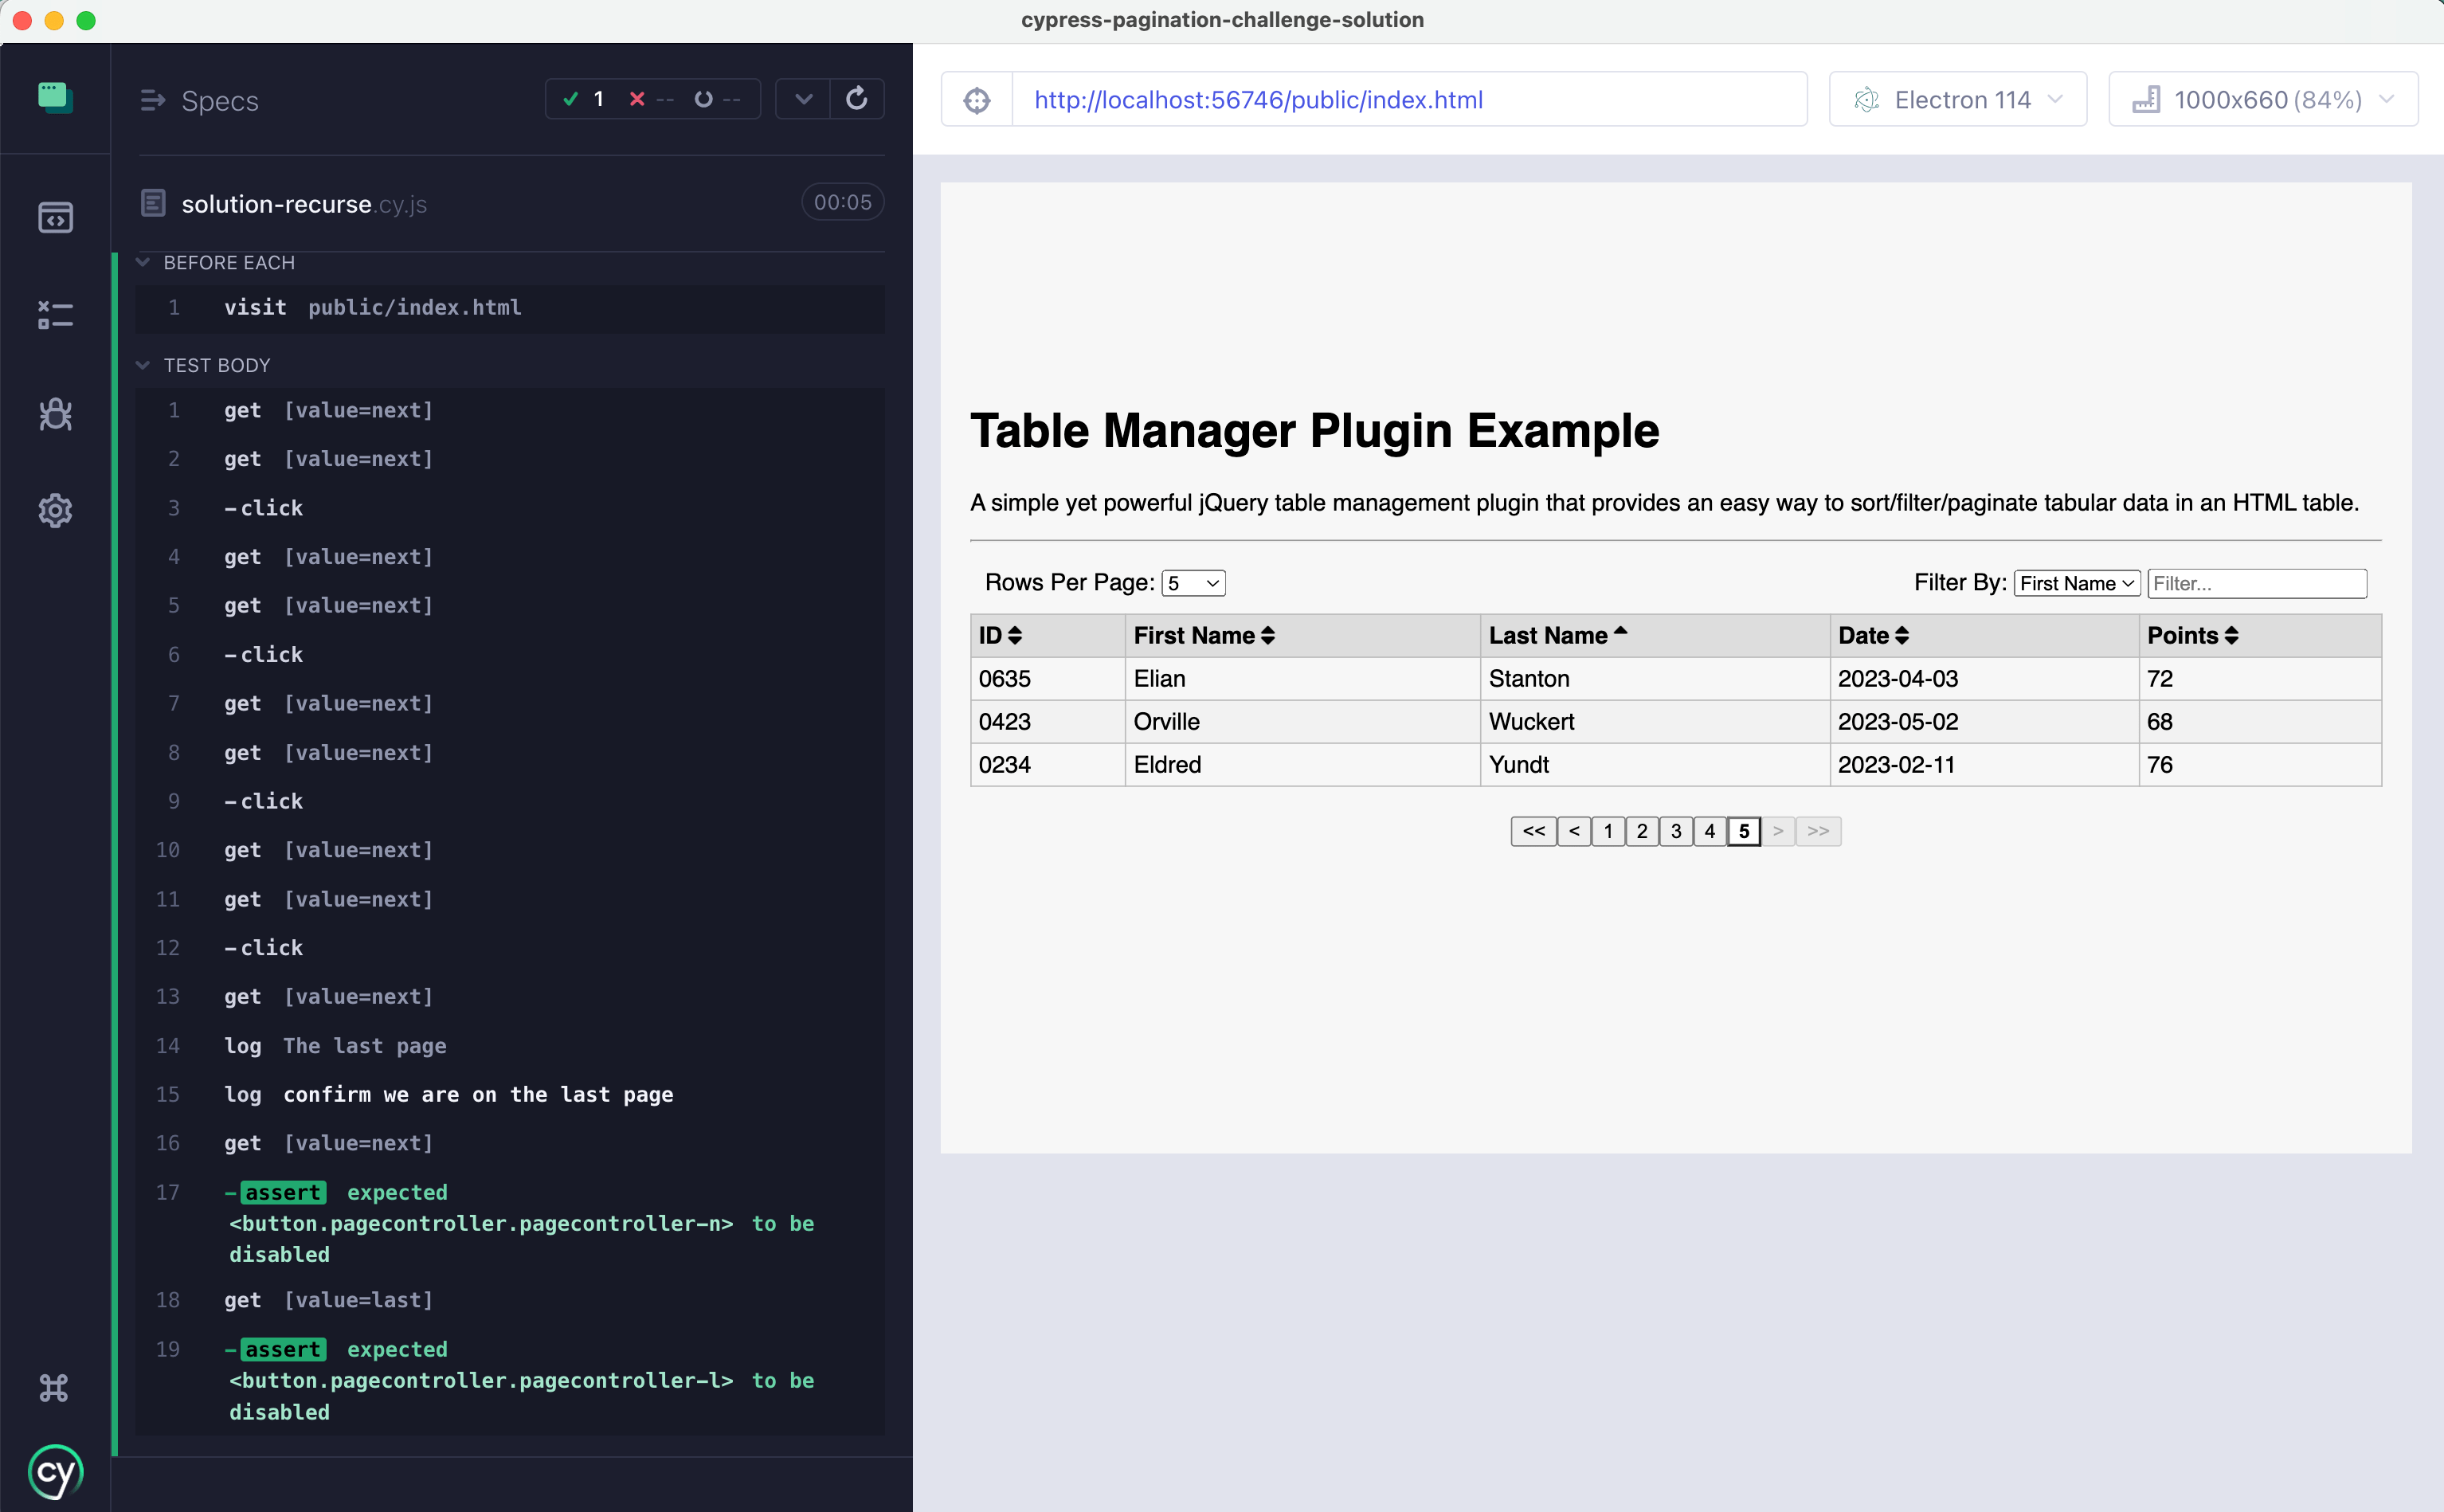 cypress-pagination-challenge-solution
Specs
1 -- --
solution-recurse.cy.js 00:05
BEFORE EACH
1 visit public/index.html
TEST BODY
1 get [value=next]
2 get [value=next]
3 -click
4 get [value=next]
5 get [value=next]
6 -click
7 get [value=next]
8 get [value=next]
9 -click
10 get [value=next]
11 get [value=next]
12 -click
13 get [value=next]
14 log The last page
15 log confirm we are on the last page
16 get [value=next]
17 -assert expected
<button.pagecontroller.pagecontroller-n> to be
disabled
18 get [value=last]
19 -assert expected
<button.pagecontroller.pagecontroller-l> to be
disabled
cy
http://localhost:56746/public/index.html
Electron 114
1000x660 (84%)
Table Manager Plugin Example
A simple yet powerful jQuery table management plugin that provides an easy way to sort/filter/paginate tabular data in an HTML table.
Rows Per Page: 5 Filter By: First Name Filter...
ID First Name Last Name Date Points
0635 Elian Stanton 2023-04-03 72
0423 Orville Wuckert 2023-05-02 68
0234 Eldred Yundt 2023-02-11 76
<< < 1 2 3 4 5 > >>